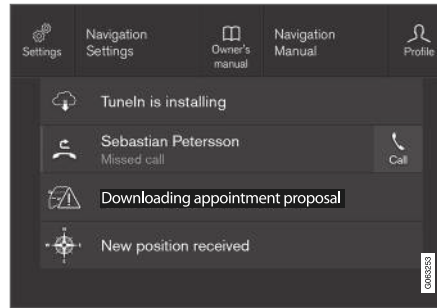 Settings
Navigation
Settings
Owner's
manual
Navigation
Manual
Profile
TuneIn is installing
Sebastian Petersson
Missed call
Call
Downloading appointment proposal
New position received
G063253